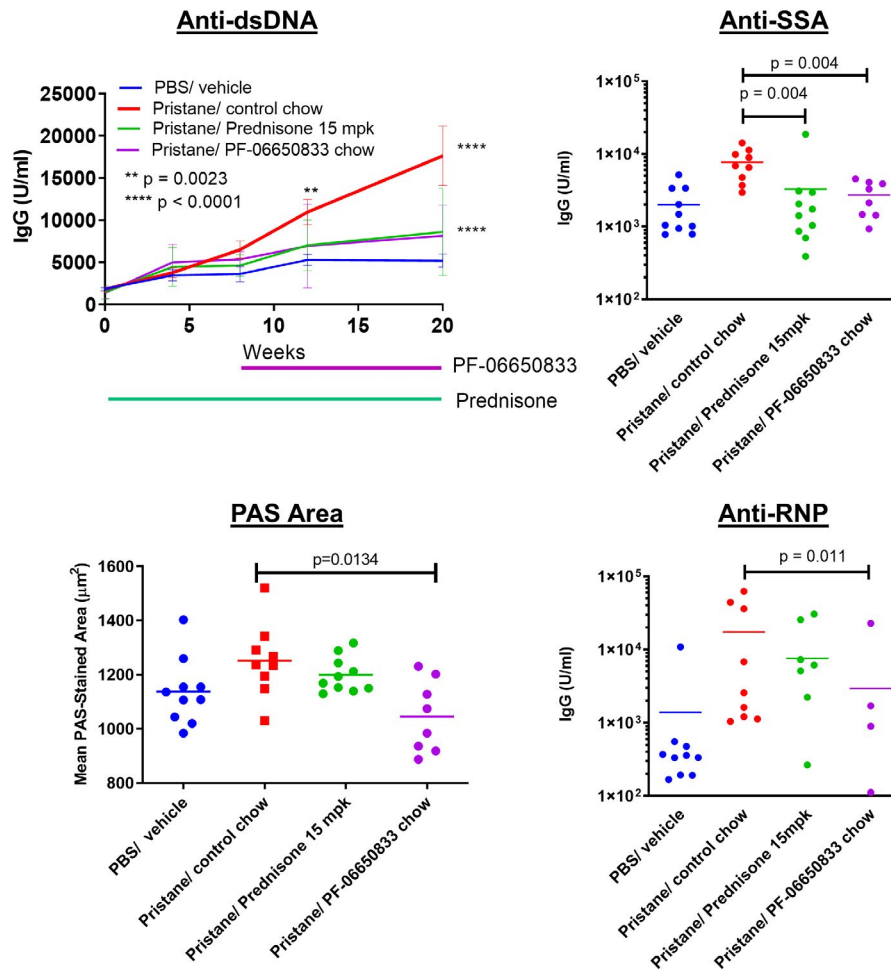 Anti-dsDNA
PBS/ vehicle
Pristane/ control chow
Pristane/ Prednisone 15 mpk
Pristane/ PF-06650833 chow
** p = 0.0023
**** p < 0.0001
**
****
****
IgG (U/ml)
25000
20000
15000
10000
5000
0
0
5
10
15
20
Weeks
PF-06650833
Prednisone
Anti-SSA
p = 0.004
p = 0.004
IgG (U/ml)
1×10⁵
1×10⁴
1×10³
1×10²
PBS/ vehicle
Pristane/ control chow
Pristane/ Prednisone 15mpk
Pristane/ PF-06650833 chow
PAS Area
p=0.0134
Mean PAS-Stained Area (μm²)
1600
1400
1200
1000
800
PBS/ vehicle
Pristane/ control chow
Pristane/ Prednisone 15 mpk
Pristane/ PF-06650833 chow
Anti-RNP
p = 0.011
IgG (U/ml)
1×10⁵
1×10⁴
1×10³
1×10²
PBS/ vehicle
Pristane/ control chow
Pristane/ Prednisone 15mpk
Pristane/ PF-06650833 chow